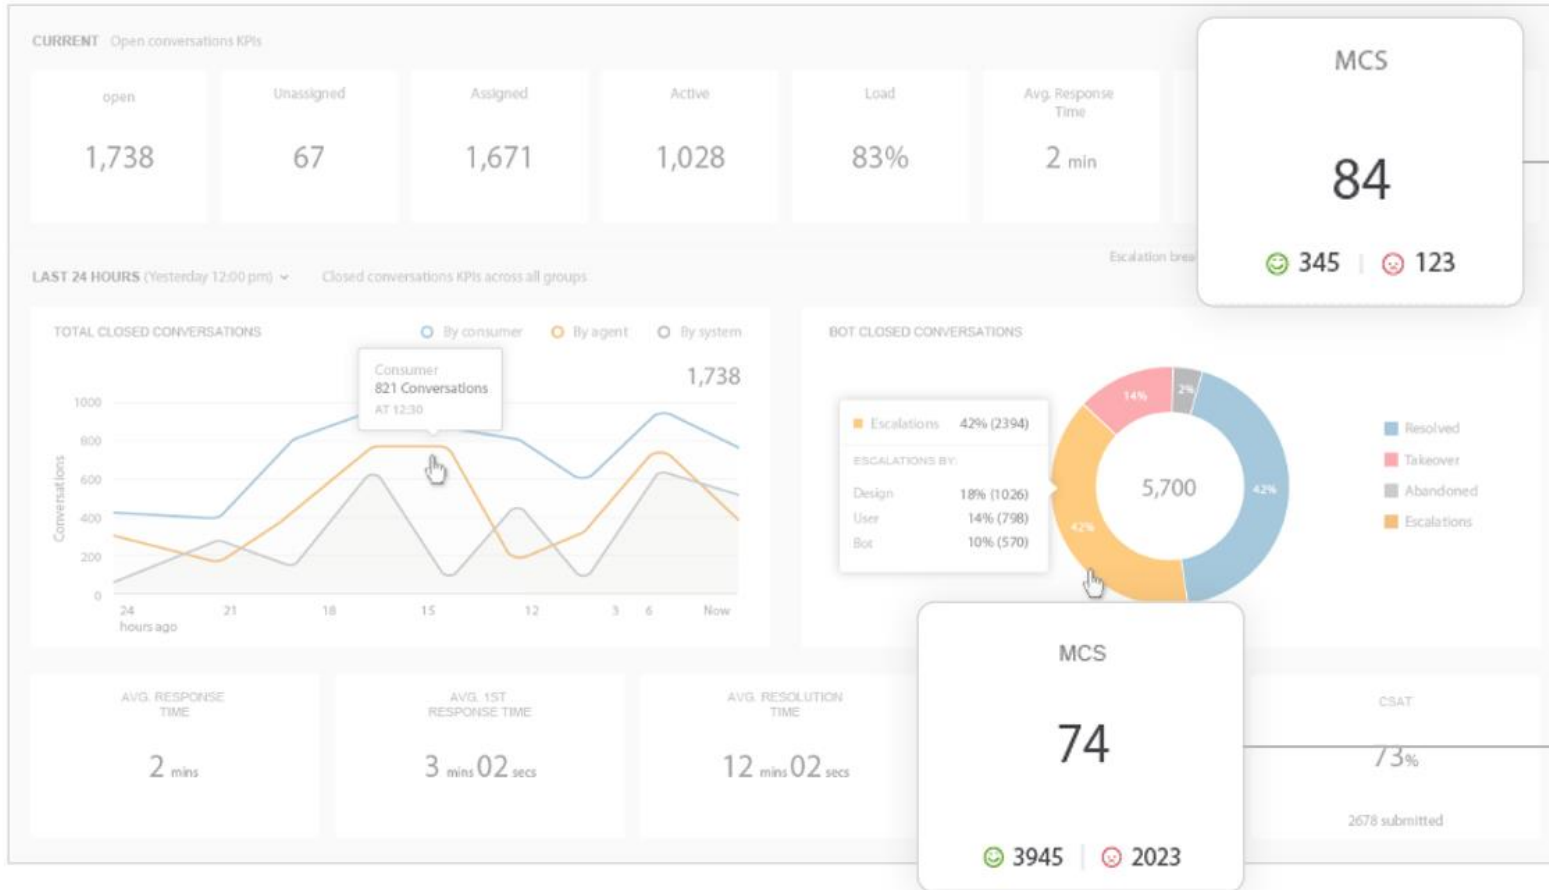 CURRENT Open conversations KPIs
open
1,738
Unassigned
67
Assigned
1,671
Active
1,028
Load
83%
Avg. Response
Time
2 min
MCS
84
345 | 123
LAST 24 HOURS (Yesterday 12:00 pm)
Closed conversations KPIs across all groups
Escalation brea
TOTAL CLOSED CONVERSATIONS
By consumer
By agent
By system
1,738
Consumer
821 Conversations
AT 12:30
Conversations
1000
800
600
400
200
0
24
hours ago
21
18
15
12
3
6
Now
BOT CLOSED CONVERSATIONS
Escalations 42% (2394)
ESCALATIONS BY:
Design 18% (1026)
User 14% (798)
Bot 10% (570)
14%
2%
42%
42%
5,700
Resolved
Takeover
Abandoned
Escalations
AVG. RESPONSE
TIME
2 mins
AVG. 1ST
RESPONSE TIME
3 mins 02 secs
AVG. RESOLUTION
TIME
12 mins 02 secs
MCS
74
3945 | 2023
CSAT
73%
2678 submitted